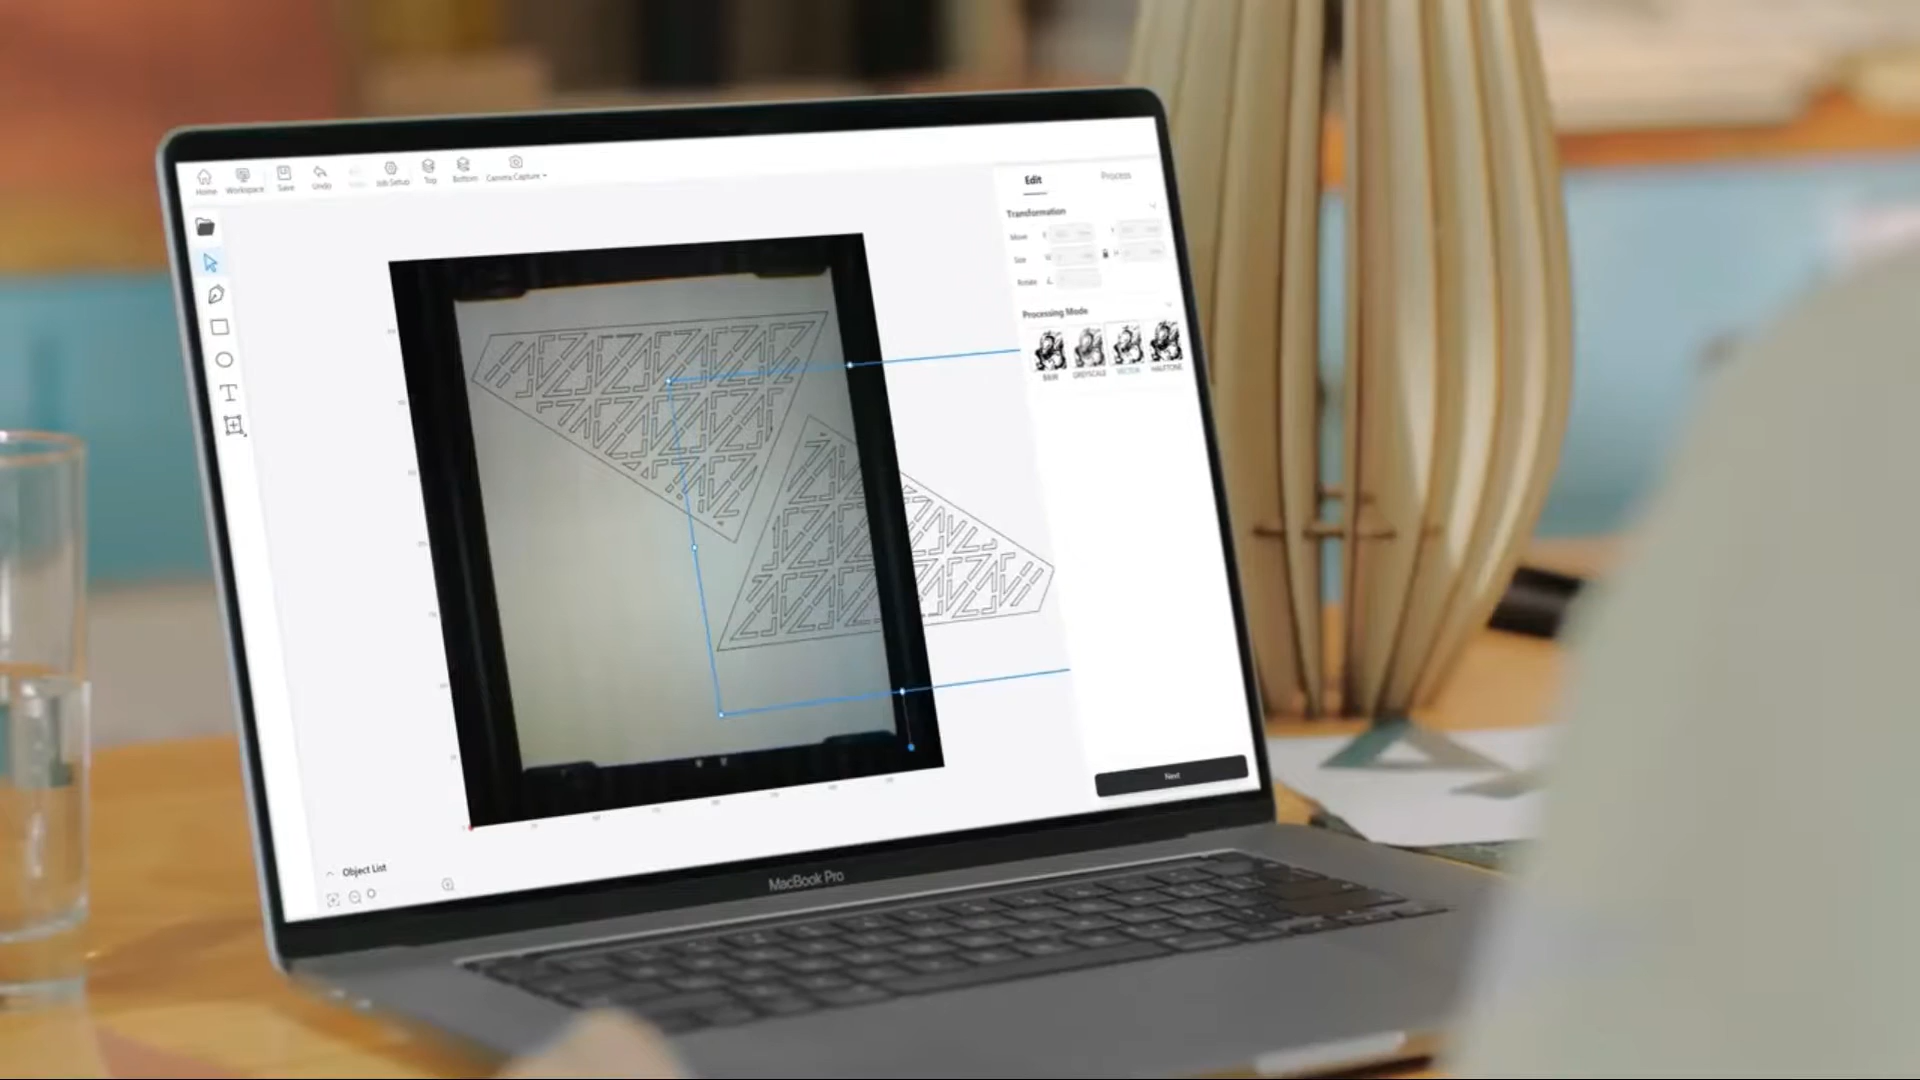 Home Workspace Save Undo Job Setup Top Bottom Camera Capture
Edit Process
Transformation
Move X Y
Size W H
Rotate
Processing Mode
B&W GREYSCALE VECTOR HALFTONE
Next
Object List
MacBook Pro